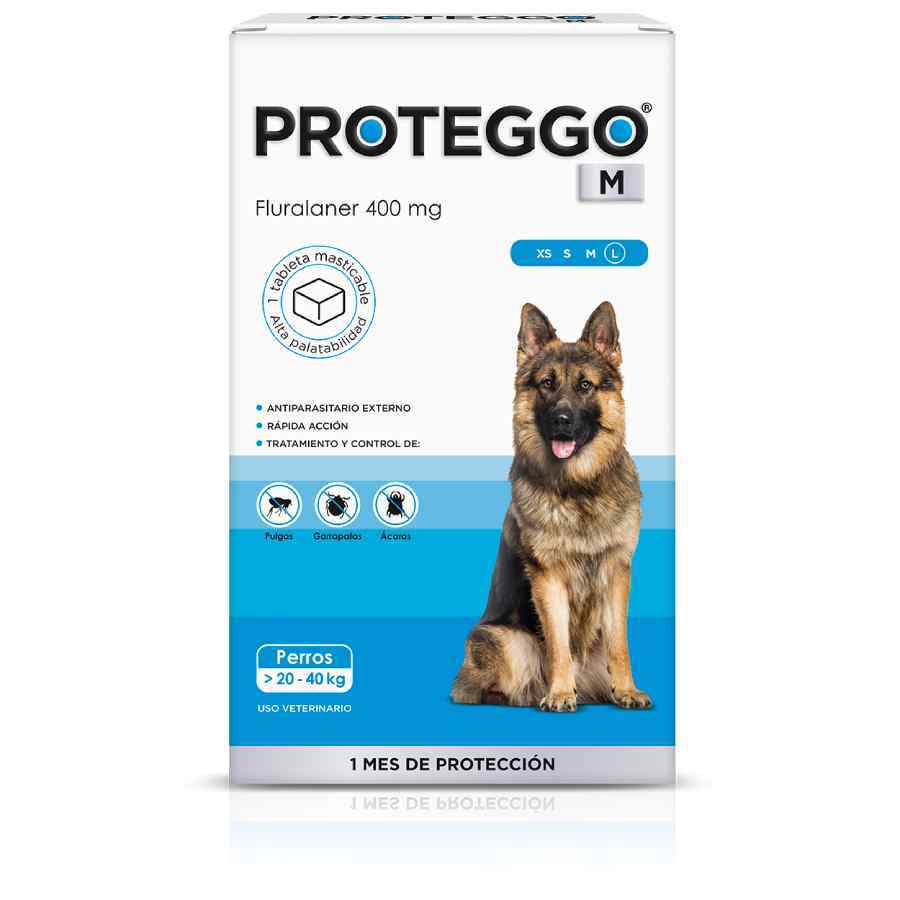 PROTEGGO
PROTEGGO®
M
Fluralaner 400 mg
XS S M L
1 tableta masticable
Alta palatabilidad
• ANTIPARASITARIO EXTERNO
• RÁPIDA ACCIÓN
• TRATAMIENTO Y CONTROL DE:
Pulgas Garrapatas Ácaros
Perros
> 20 - 40 kg
USO VETERINARIO
1 MES DE PROTECCIÓN
1 MES DE PROTECCIÓN